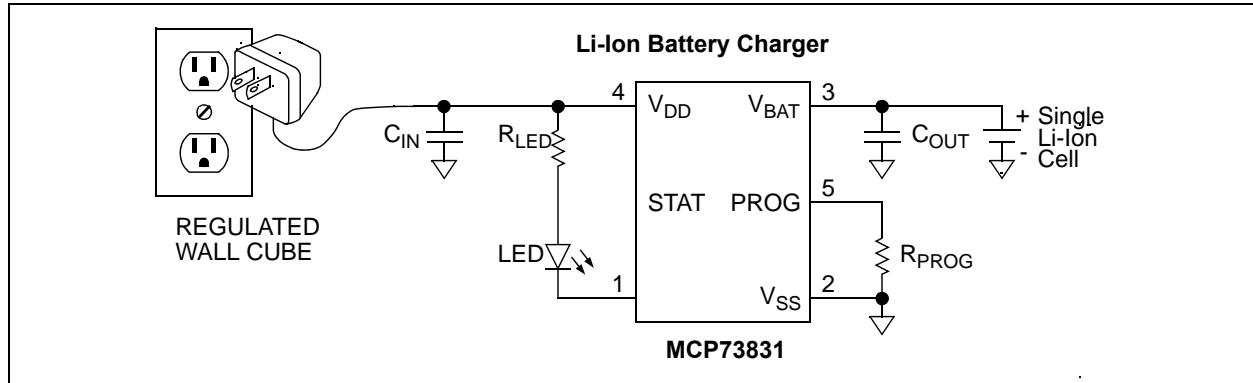 Li-Ion Battery Charger
4
VDD
VBAT
3
CIN
RLED
COUT
+ Single
Li-Ion
- Cell
STAT
PROG
5
REGULATED
WALL CUBE
LED
RPROG
1
VSS
2
MCP73831